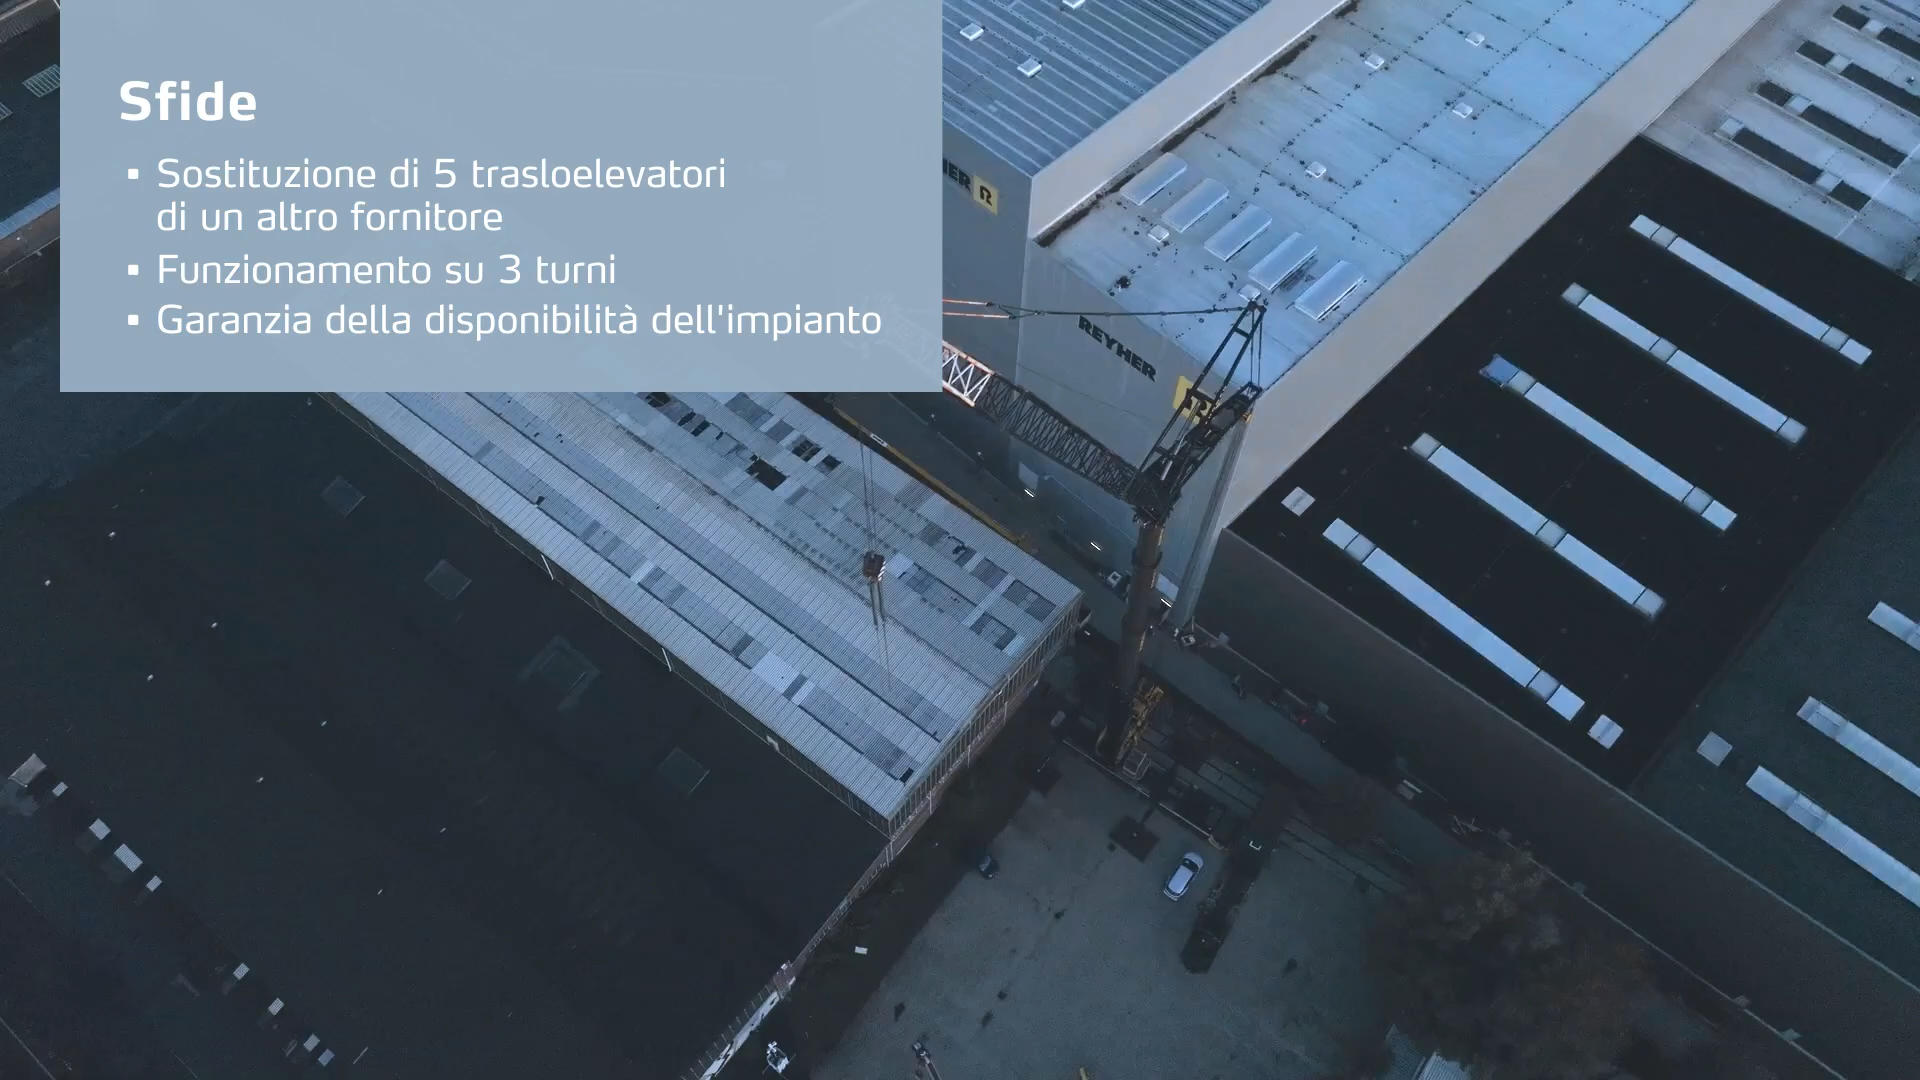 Sfide
▪ Sostituzione di 5 trasloelevatori
di un altro fornitore
▪ Funzionamento su 3 turni
▪ Garanzia della disponibilità dell'impianto
REYHER
R